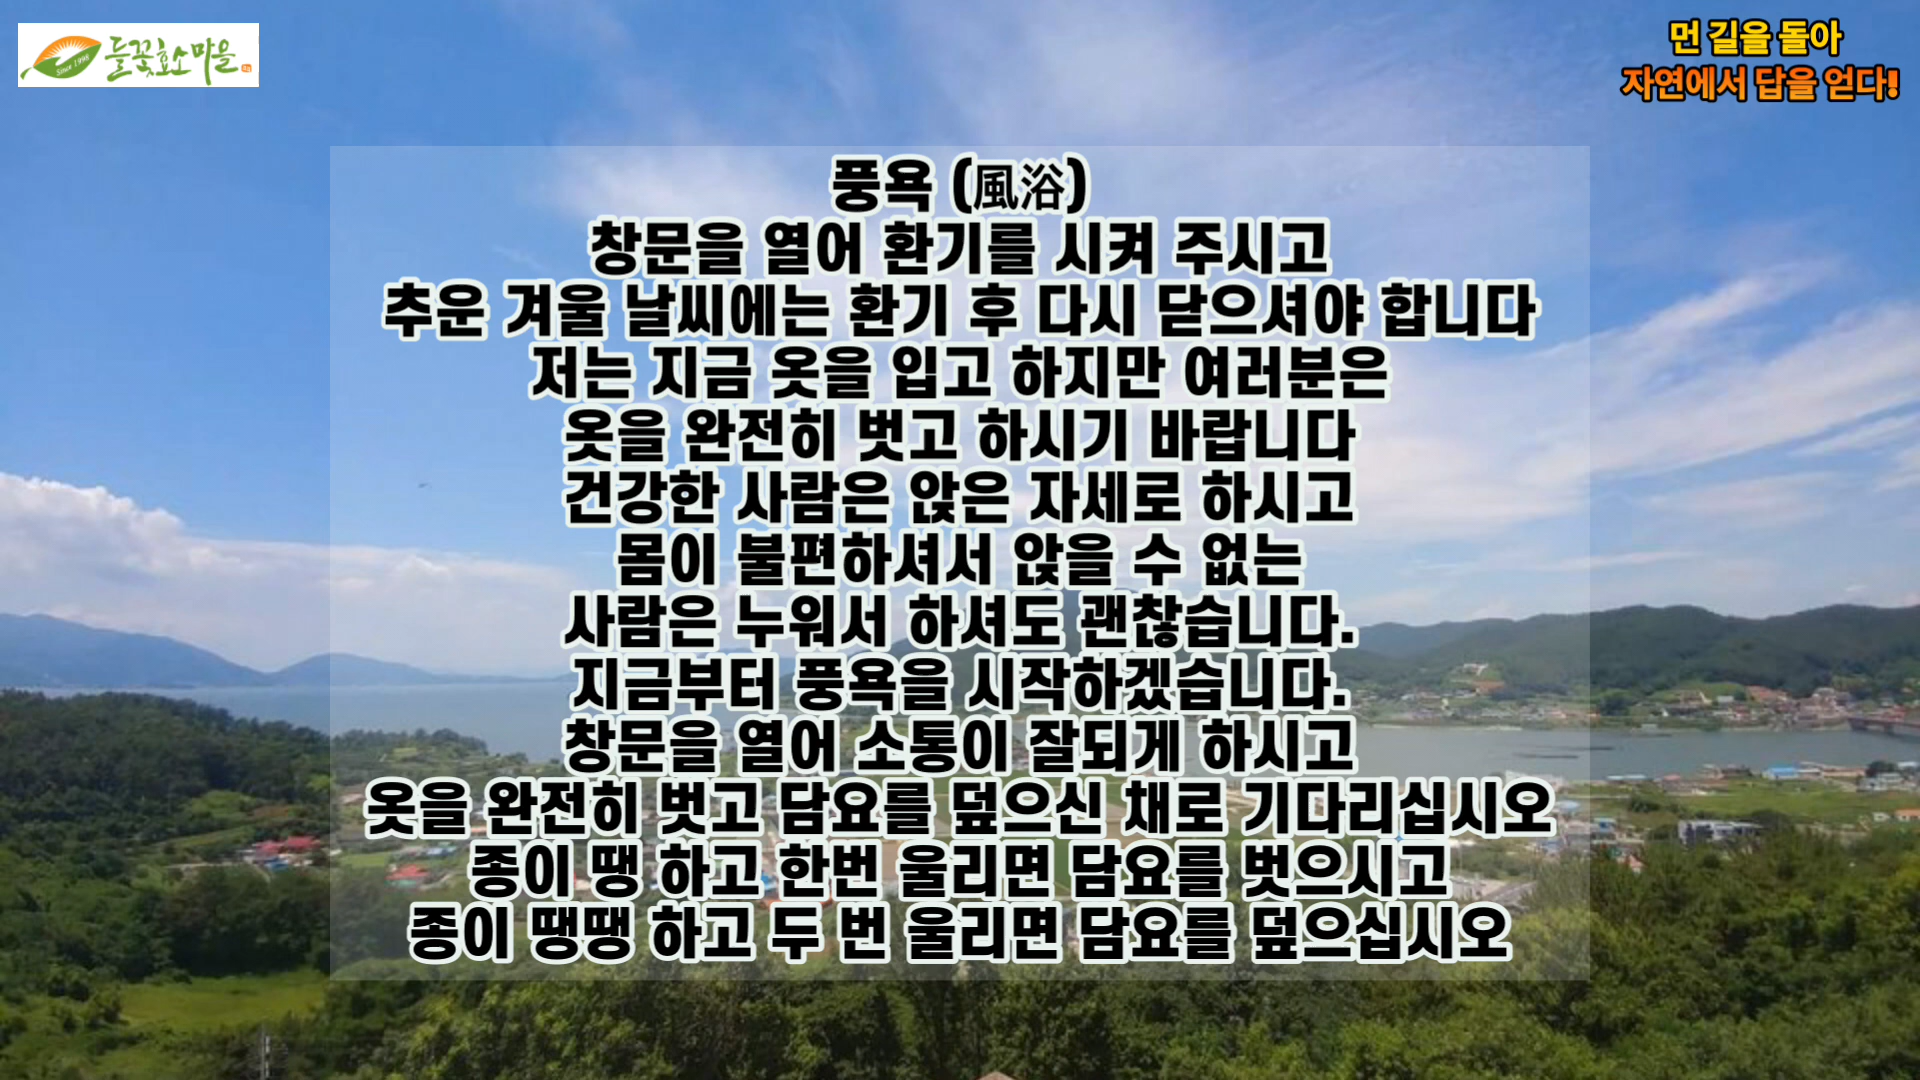 들꽃효소마을
Since 1998
먼 길을 돌아
자연에서 답을 얻다!
풍욕 (風浴)
창문을 열어 환기를 시켜 주시고
추운 겨울 날씨에는 환기 후 다시 닫으셔야 합니다
저는 지금 옷을 입고 하지만 여러분은
옷을 완전히 벗고 하시기 바랍니다
건강한 사람은 앉은 자세로 하시고
몸이 불편하셔서 앉을 수 없는
사람은 누워서 하셔도 괜찮습니다.
지금부터 풍욕을 시작하겠습니다.
창문을 열어 소통이 잘되게 하시고
옷을 완전히 벗고 담요를 덮으신 채로 기다리십시오
종이 땡 하고 한번 울리면 담요를 벗으시고
종이 땡땡 하고 두 번 울리면 담요를 덮으십시오